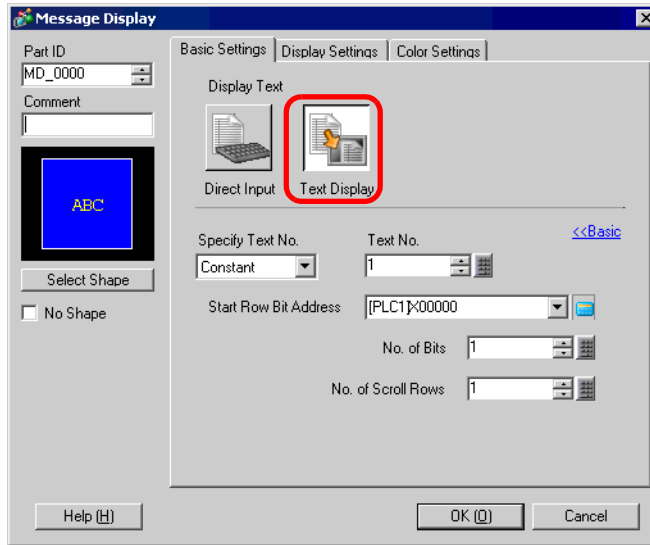 Message Display
Part ID
MD_0000
Comment
ABC
Select Shape
No Shape
Help (H)
Basic Settings
Display Settings
Color Settings
Display Text
Direct Input
Text Display
Specify Text No.
Text No.
<<Basic
Constant
1
Start Row Bit Address
[PLC1]X00000
No. of Bits
1
No. of Scroll Rows
1
OK (O)
Cancel